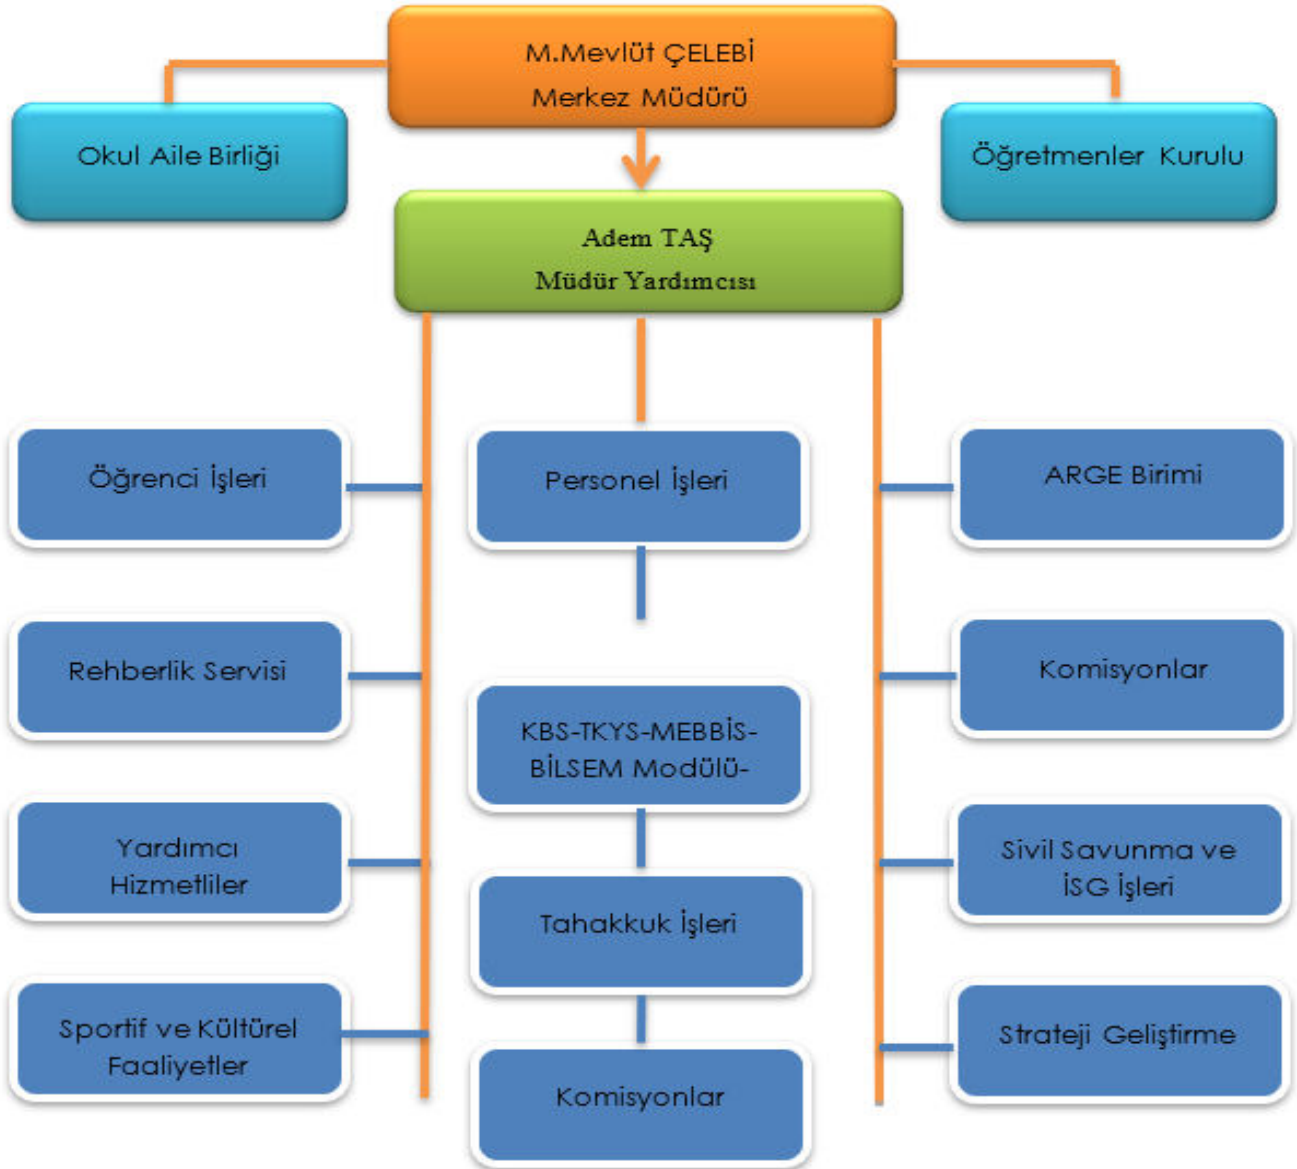 M.Mevlüt ÇELEBİ
Merkez Müdürü
Okul Aile Birliği
Öğretmenler Kurulu
Adem TAŞ
Müdür Yardımcısı
Öğrenci İşleri
Personel İşleri
ARGE Birimi
Rehberlik Servisi
Komisyonlar
KBS-TKYS-MEBBİS-
BİLSEM Modülü-
Yardımcı
Hizmetliler
Sivil Savunma ve
İSG İşleri
Tahakkuk İşleri
Sportif ve Kültürel
Faaliyetler
Strateji Geliştirme
Komisyonlar